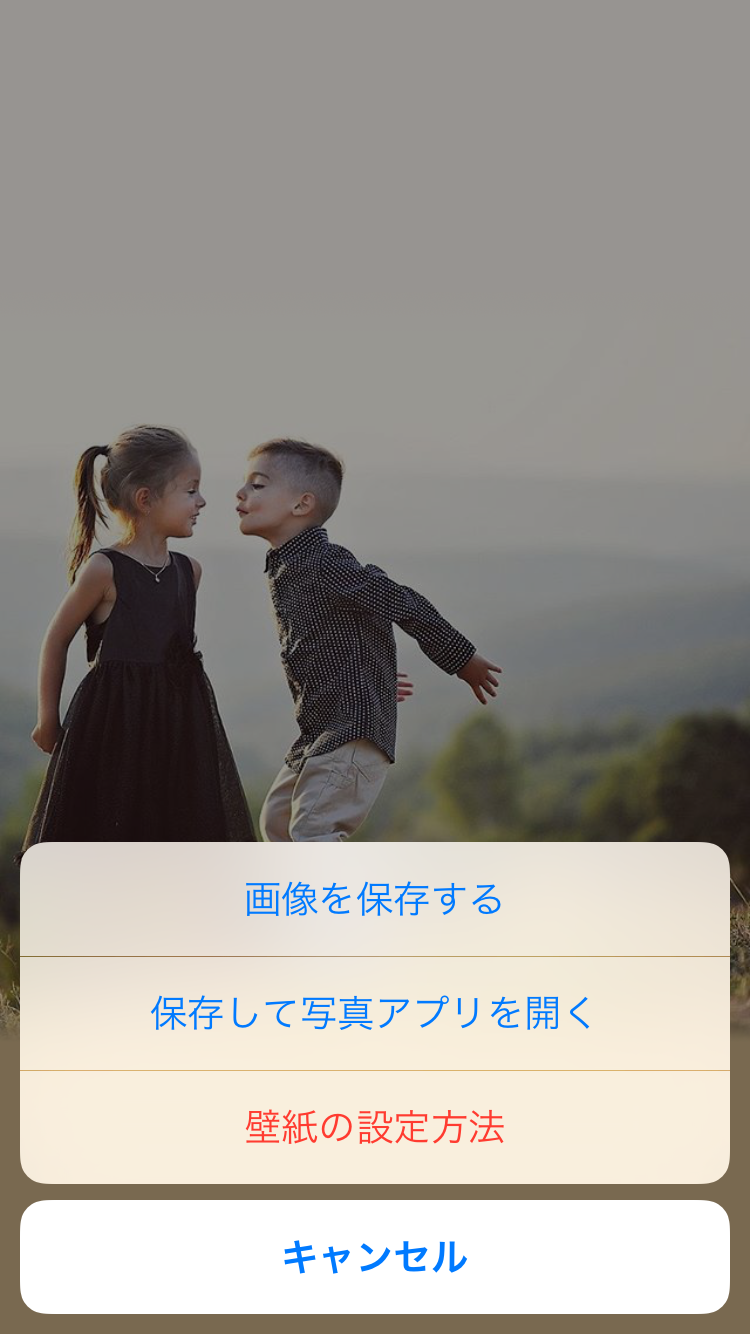 画像を保存する
保存して写真アプリを開く
壁紙の設定方法
キャンセル